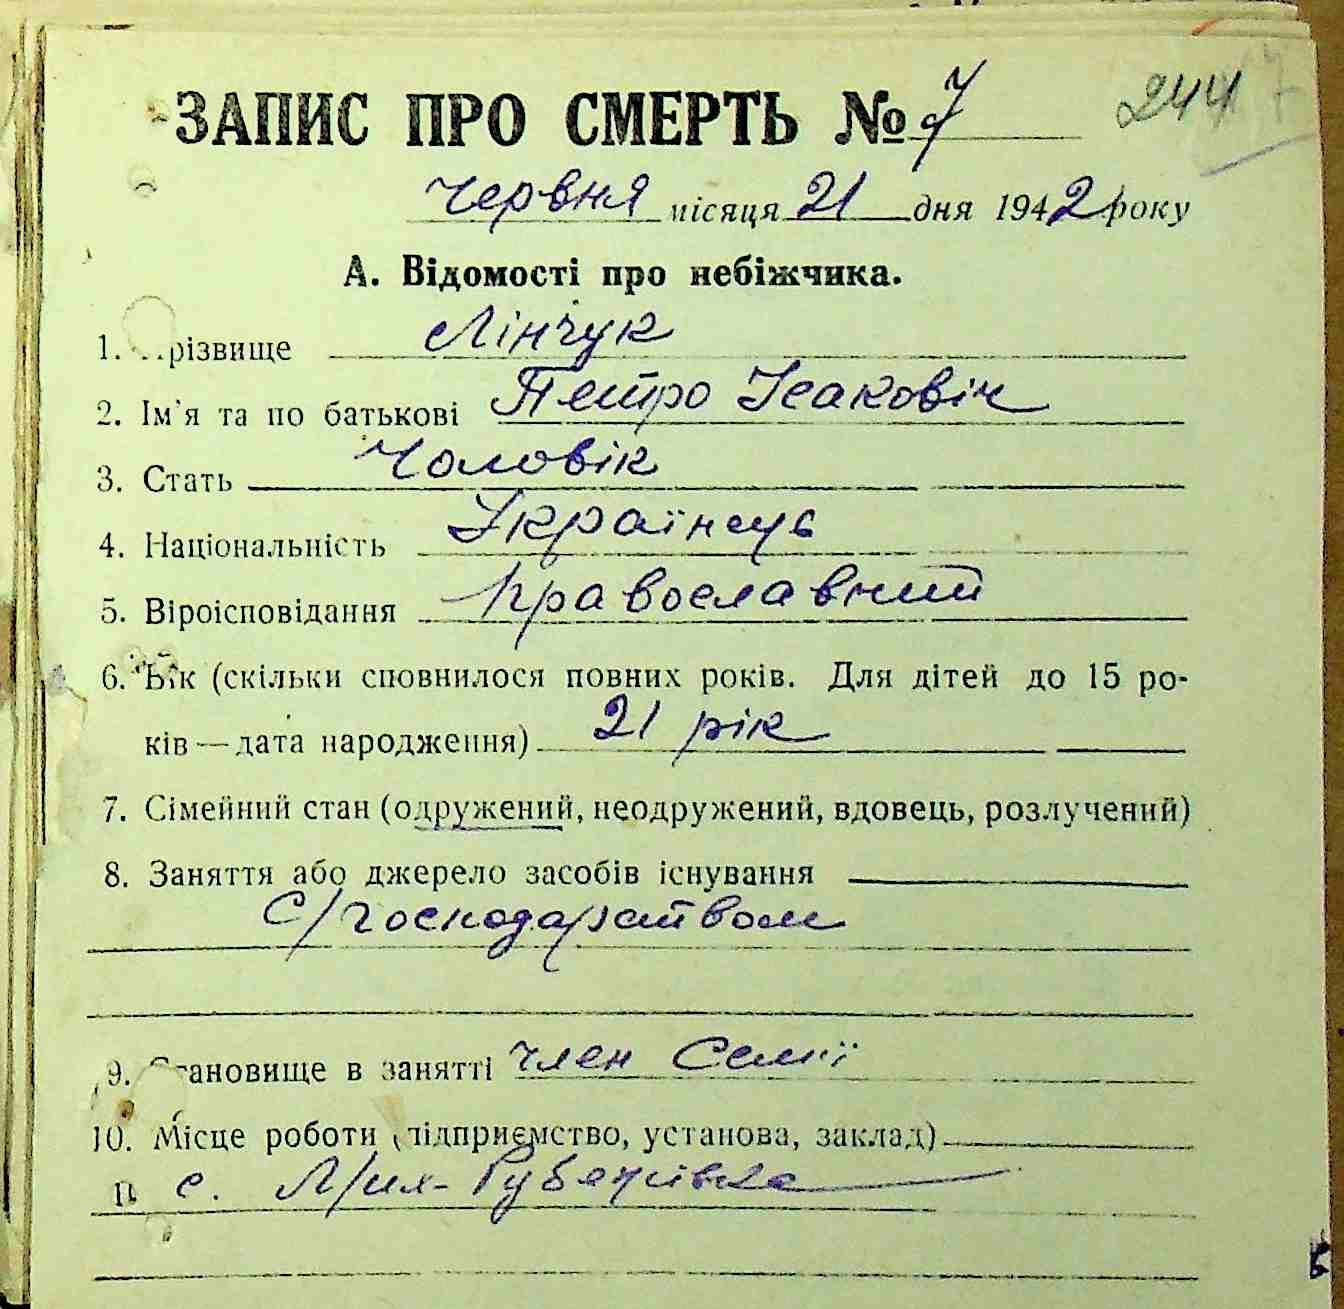 ЗАПИС ПРО СМЕРТЬ № 7 244
червня місяця 21 дня 1942 року
А. Відомості про небіжчика.
1. Прізвище Лінчук
2. Ім'я та по батькові Петро Ісаковіч
3. Стать Чоловік
4. Національність Українець
5. Віроісповідання православний
6. Вік (скільки сповнилося повних років. Для дітей до 15 ро-
ків — дата народження) 21 рік
7. Сімейний стан (одружений, неодружений, вдовець, розлучений)
8. Заняття або джерело засобів існування
С/господарством
9. Становище в занятті член Семії
10. Місце роботи (підприємство, установа, заклад)
с. Мих-Рубежівка